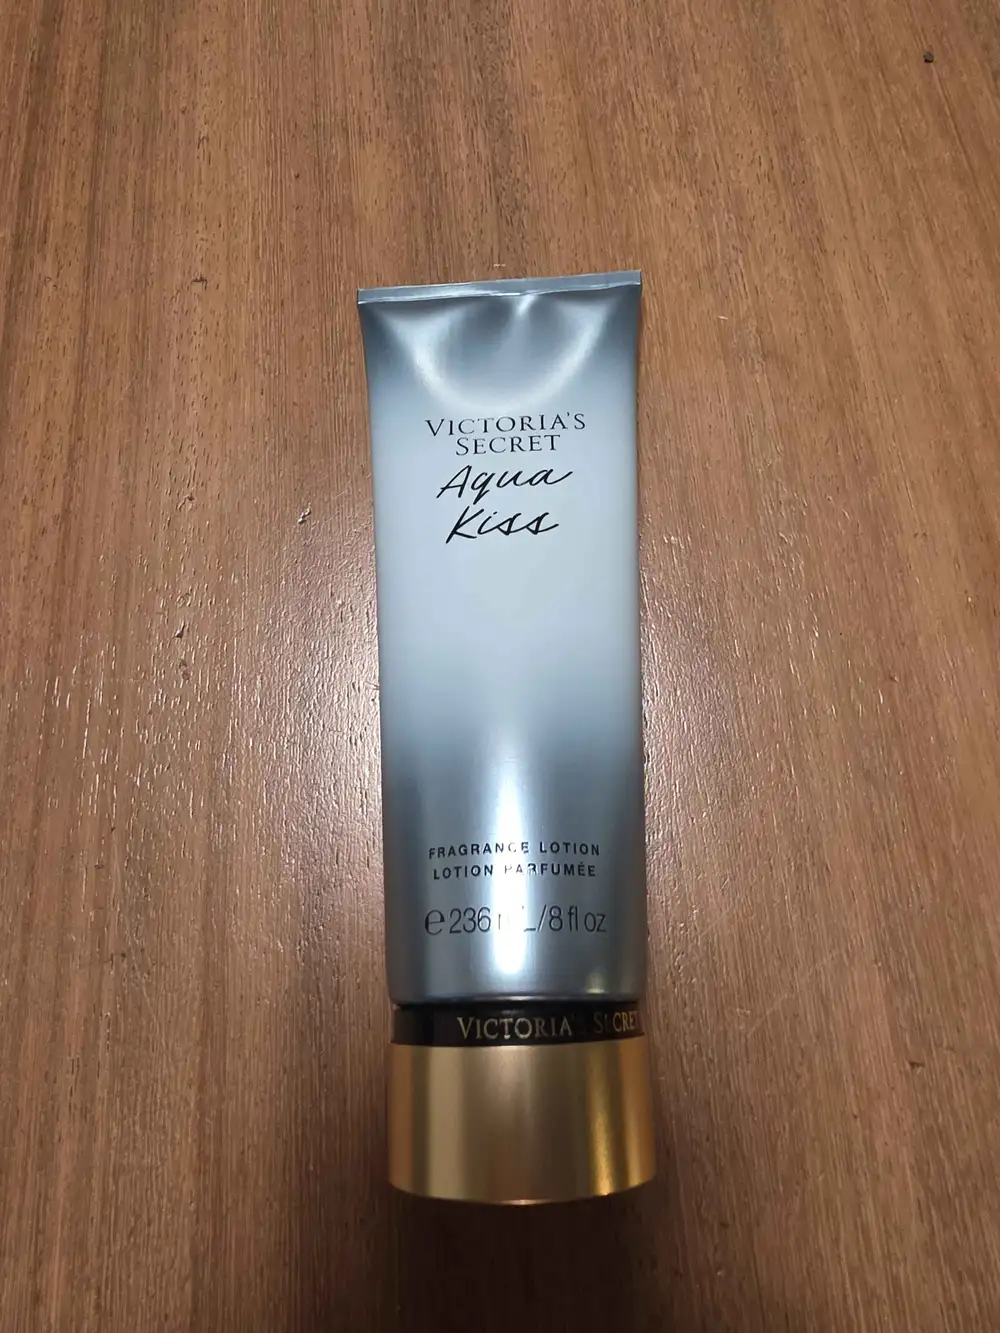 VICTORIA'S
SECRET
Aqua
Kiss
FRAGRANCE LOTION
LOTION PARFUMÉE
℮ 236 mL/8 fl oz
VICTORIA'S SECRET